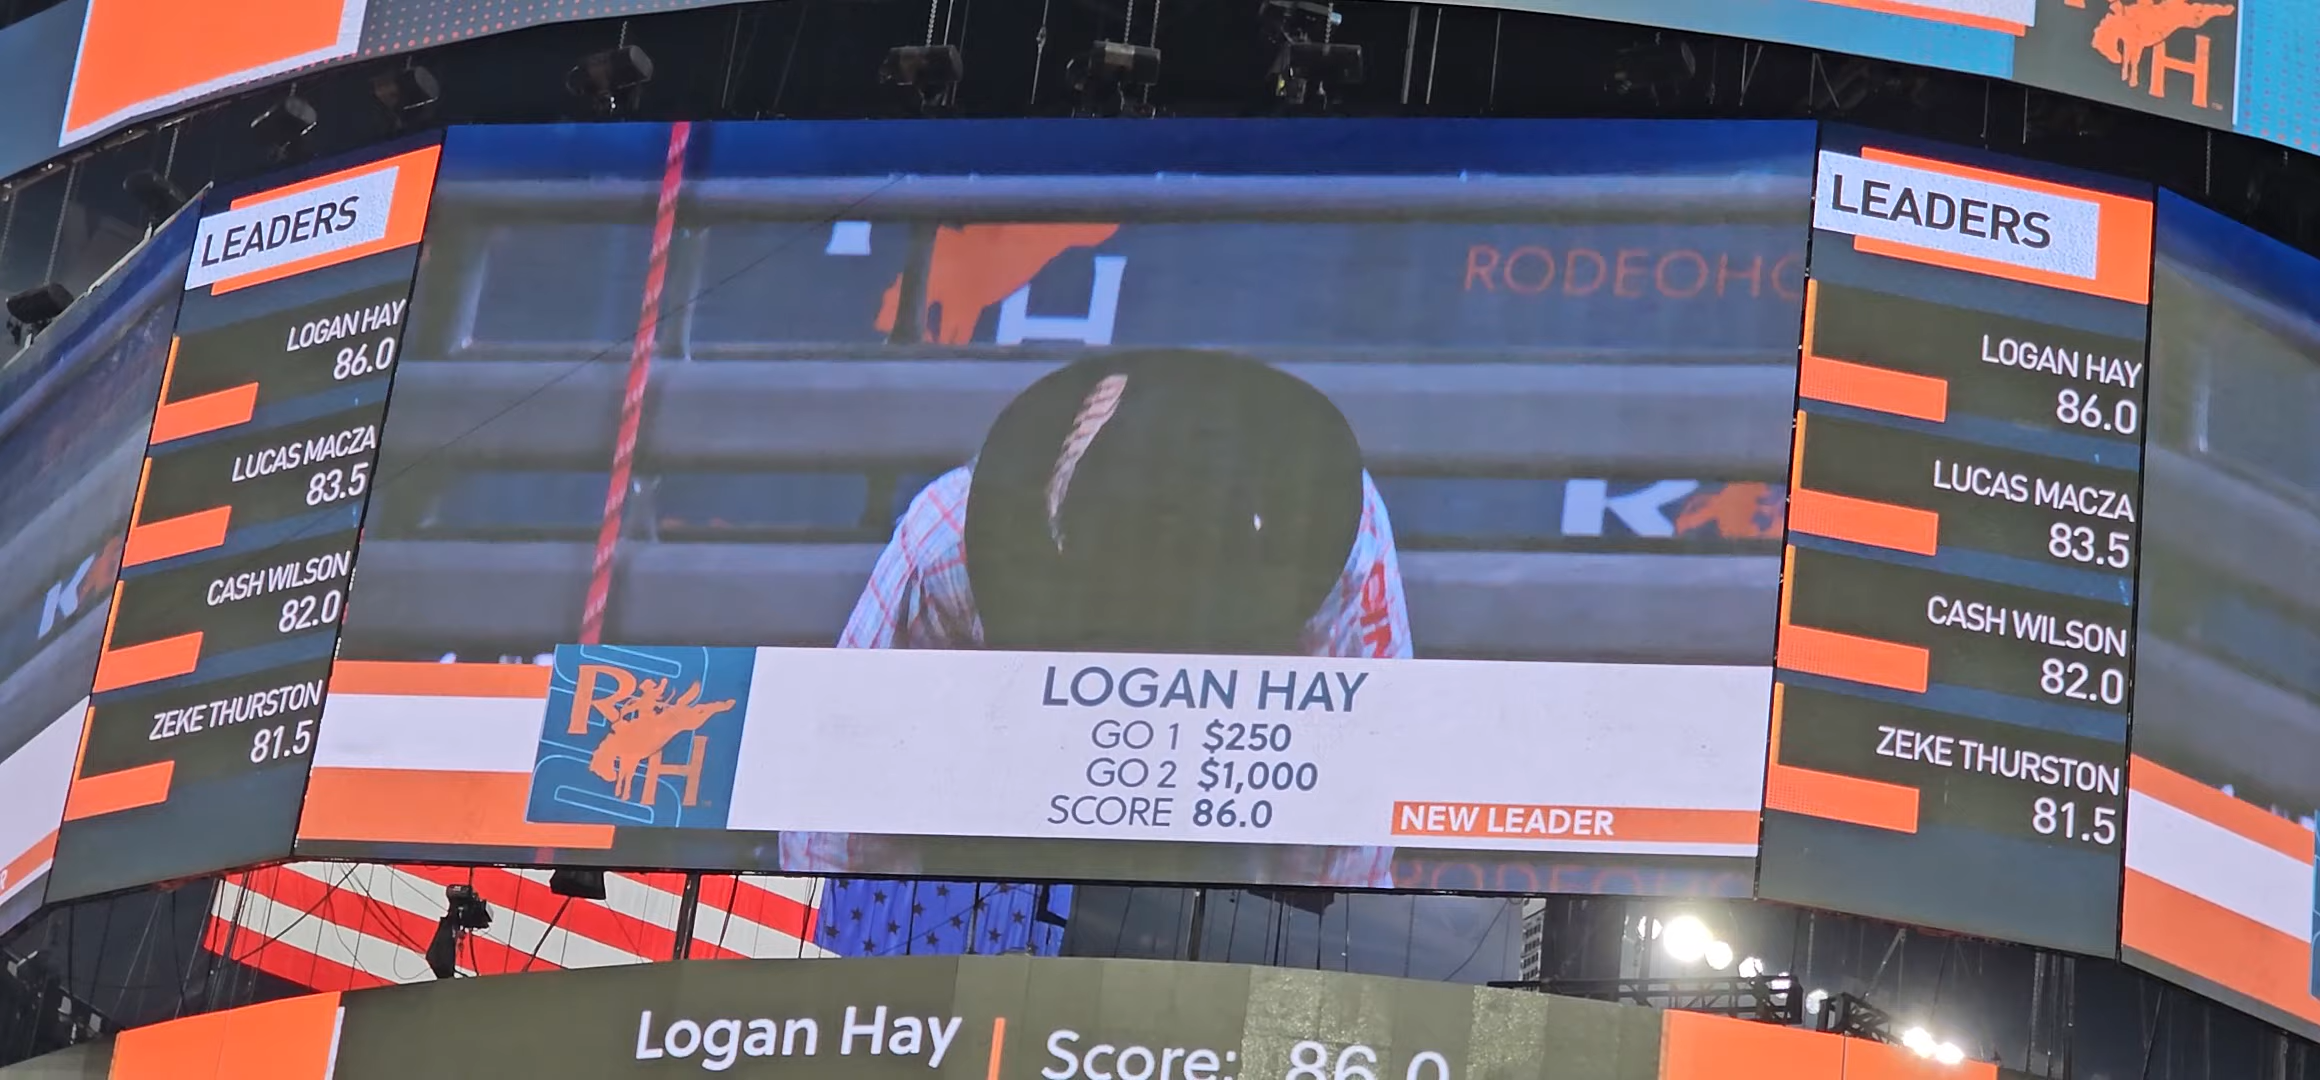 H
LEADERS
LOGAN HAY
86.0
LUCAS MACZA
83.5
CASH WILSON
82.0
ZEKE THURSTON
81.5
H
RODEOHO
K
R
H
LOGAN HAY
GO 1 $250
GO 2 $1,000
SCORE 86.0
NEW LEADER
LEADERS
LOGAN HAY
86.0
LUCAS MACZA
83.5
CASH WILSON
82.0
ZEKE THURSTON
81.5
K
RODEOHO
Logan Hay | Score: 86.0